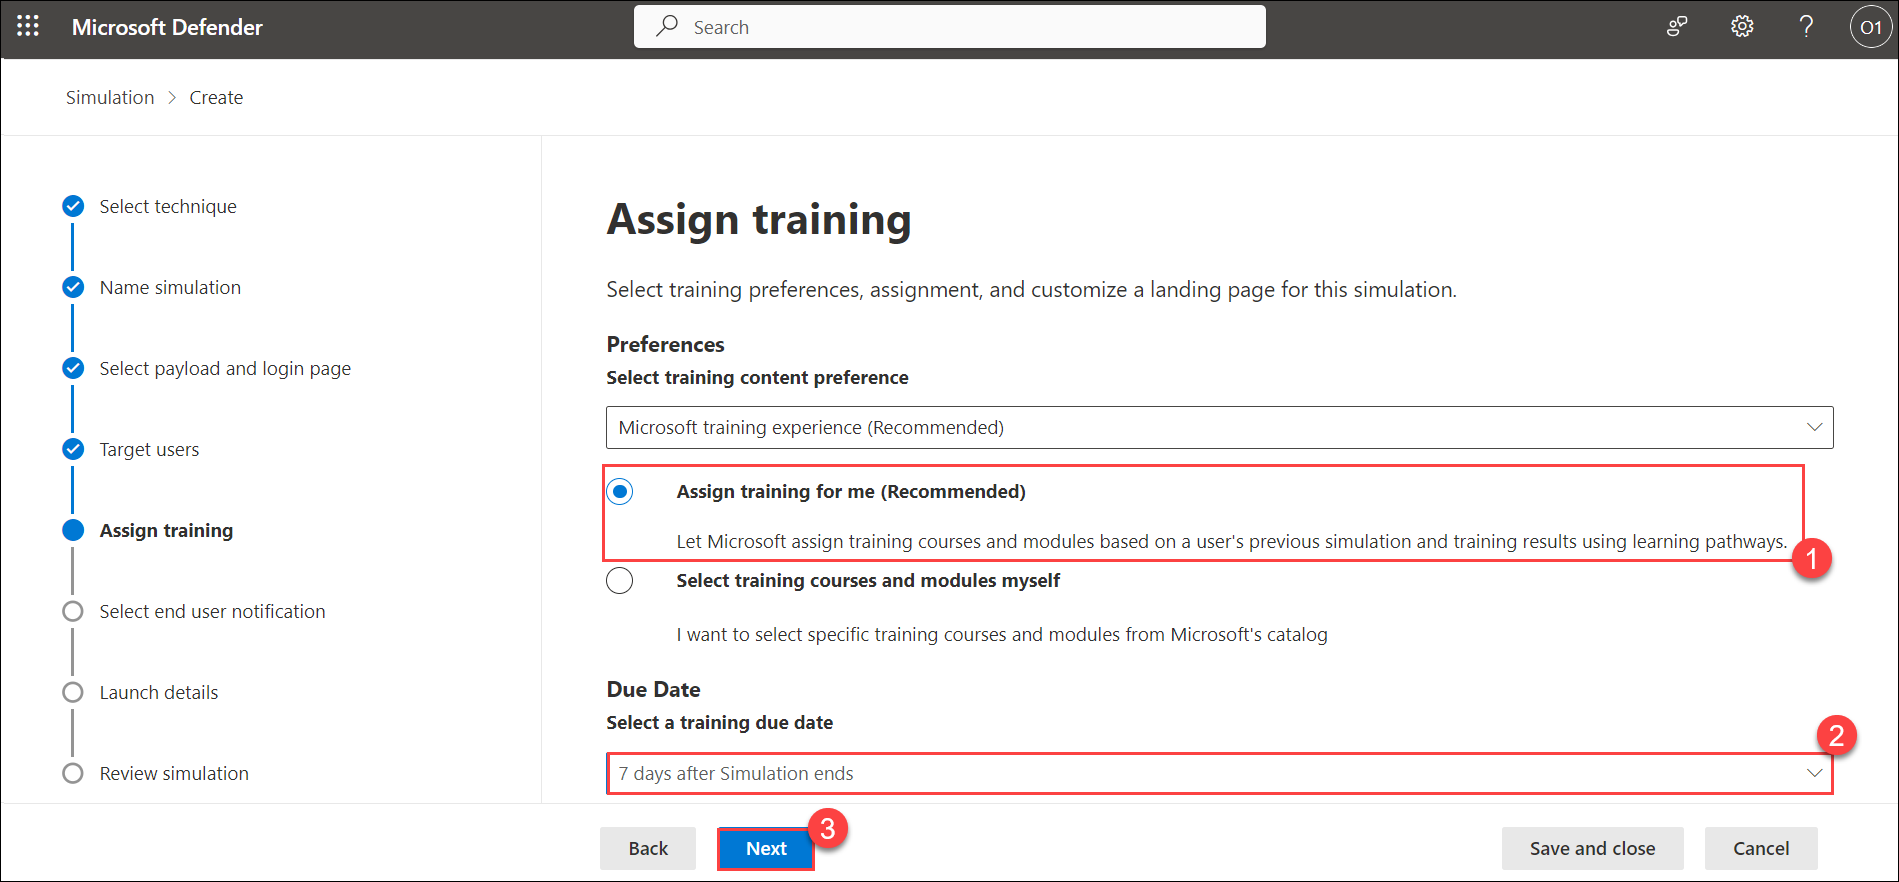 Microsoft Defender
Search
O1
Simulation > Create
Select technique
Name simulation
Select payload and login page
Target users
Assign training
Select end user notification
Launch details
Review simulation
Assign training
Select training preferences, assignment, and customize a landing page for this simulation.
Preferences
Select training content preference
Microsoft training experience (Recommended)
Assign training for me (Recommended)
Let Microsoft assign training courses and modules based on a user's previous simulation and training results using learning pathways.
1
Select training courses and modules myself
I want to select specific training courses and modules from Microsoft's catalog
Due Date
Select a training due date
2
7 days after Simulation ends
3
Back
Next
Save and close
Cancel